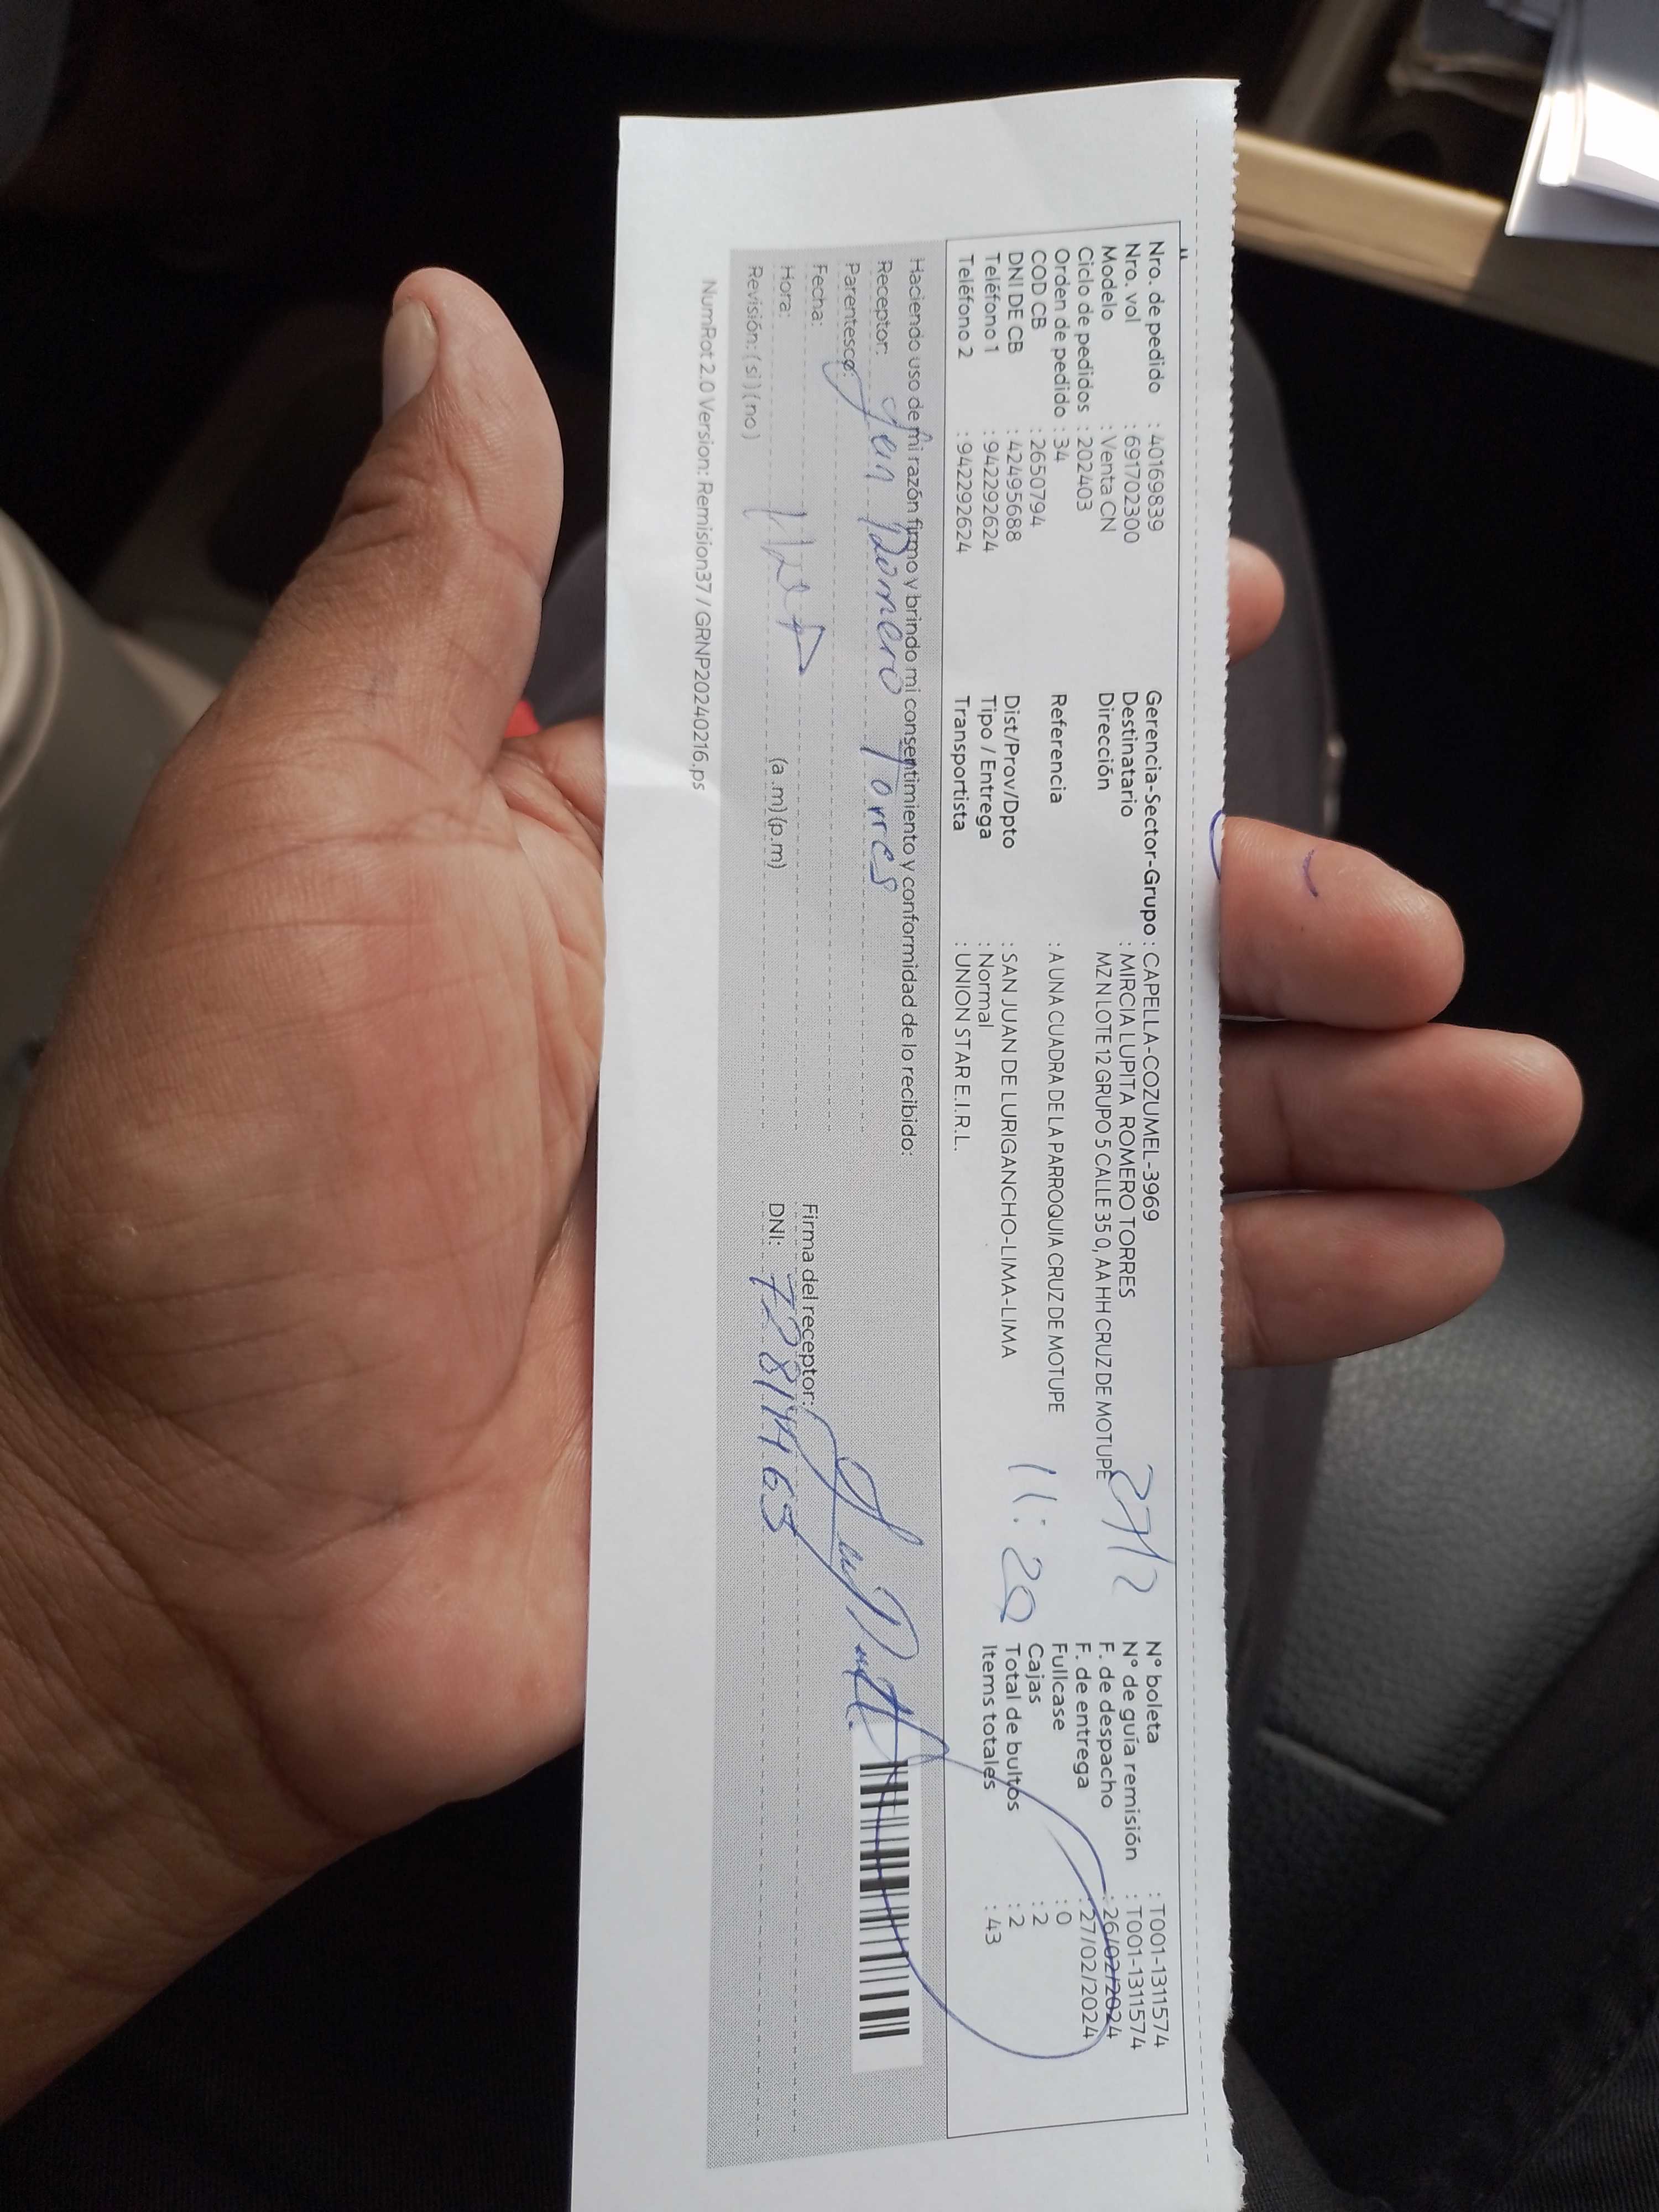 Nro. de pedido : 40169839
Nro. vol : 691702300
Modelo : Venta CN
Ciclo de pedidos : 202403
Orden de pedido : 34
COD CB : 2650794
DNI DE CB : 42495688
Teléfono 1 : 942292624
Teléfono 2 : 942292624
Gerencia-Sector-Grupo : CAPELLA-COZUMEL-3969
Destinatario : MIRCIA LUPITA ROMERO TORRES
Dirección MZ N LOTE 12 GRUPO 5 CALLE 35 0, AA HH CRUZ DE MOTUPE
Referencia : A UNA CUADRA DE LA PARROQUIA CRUZ DE MOTUPE
Dist/Prov/Dpto : SAN JUAN DE LURIGANCHO-LIMA-LIMA
Tipo / Entrega : Normal
Transportista : UNION STAR E.I.R.L.
11:20
N° boleta : T001-1311574
N° de guía remisión : T001-1311574
F. de despacho : 26/02/2024
F. de entrega : 27/02/2024
Fullcase : 0
Cajas : 2
Total de bultos : 2
Items totales : 43
Haciendo uso de mi razón firmo y brindo mi consentimiento y conformidad de lo recibido:
Receptor: Romero Torres
Parentesco:
Fecha:
Hora: (a.m) (p.m)
Revisión: ( si ) ( no )
Firma del receptor:
DNI:
NumRot 2.0 Version: Remision37 / GRNP20240216.ps